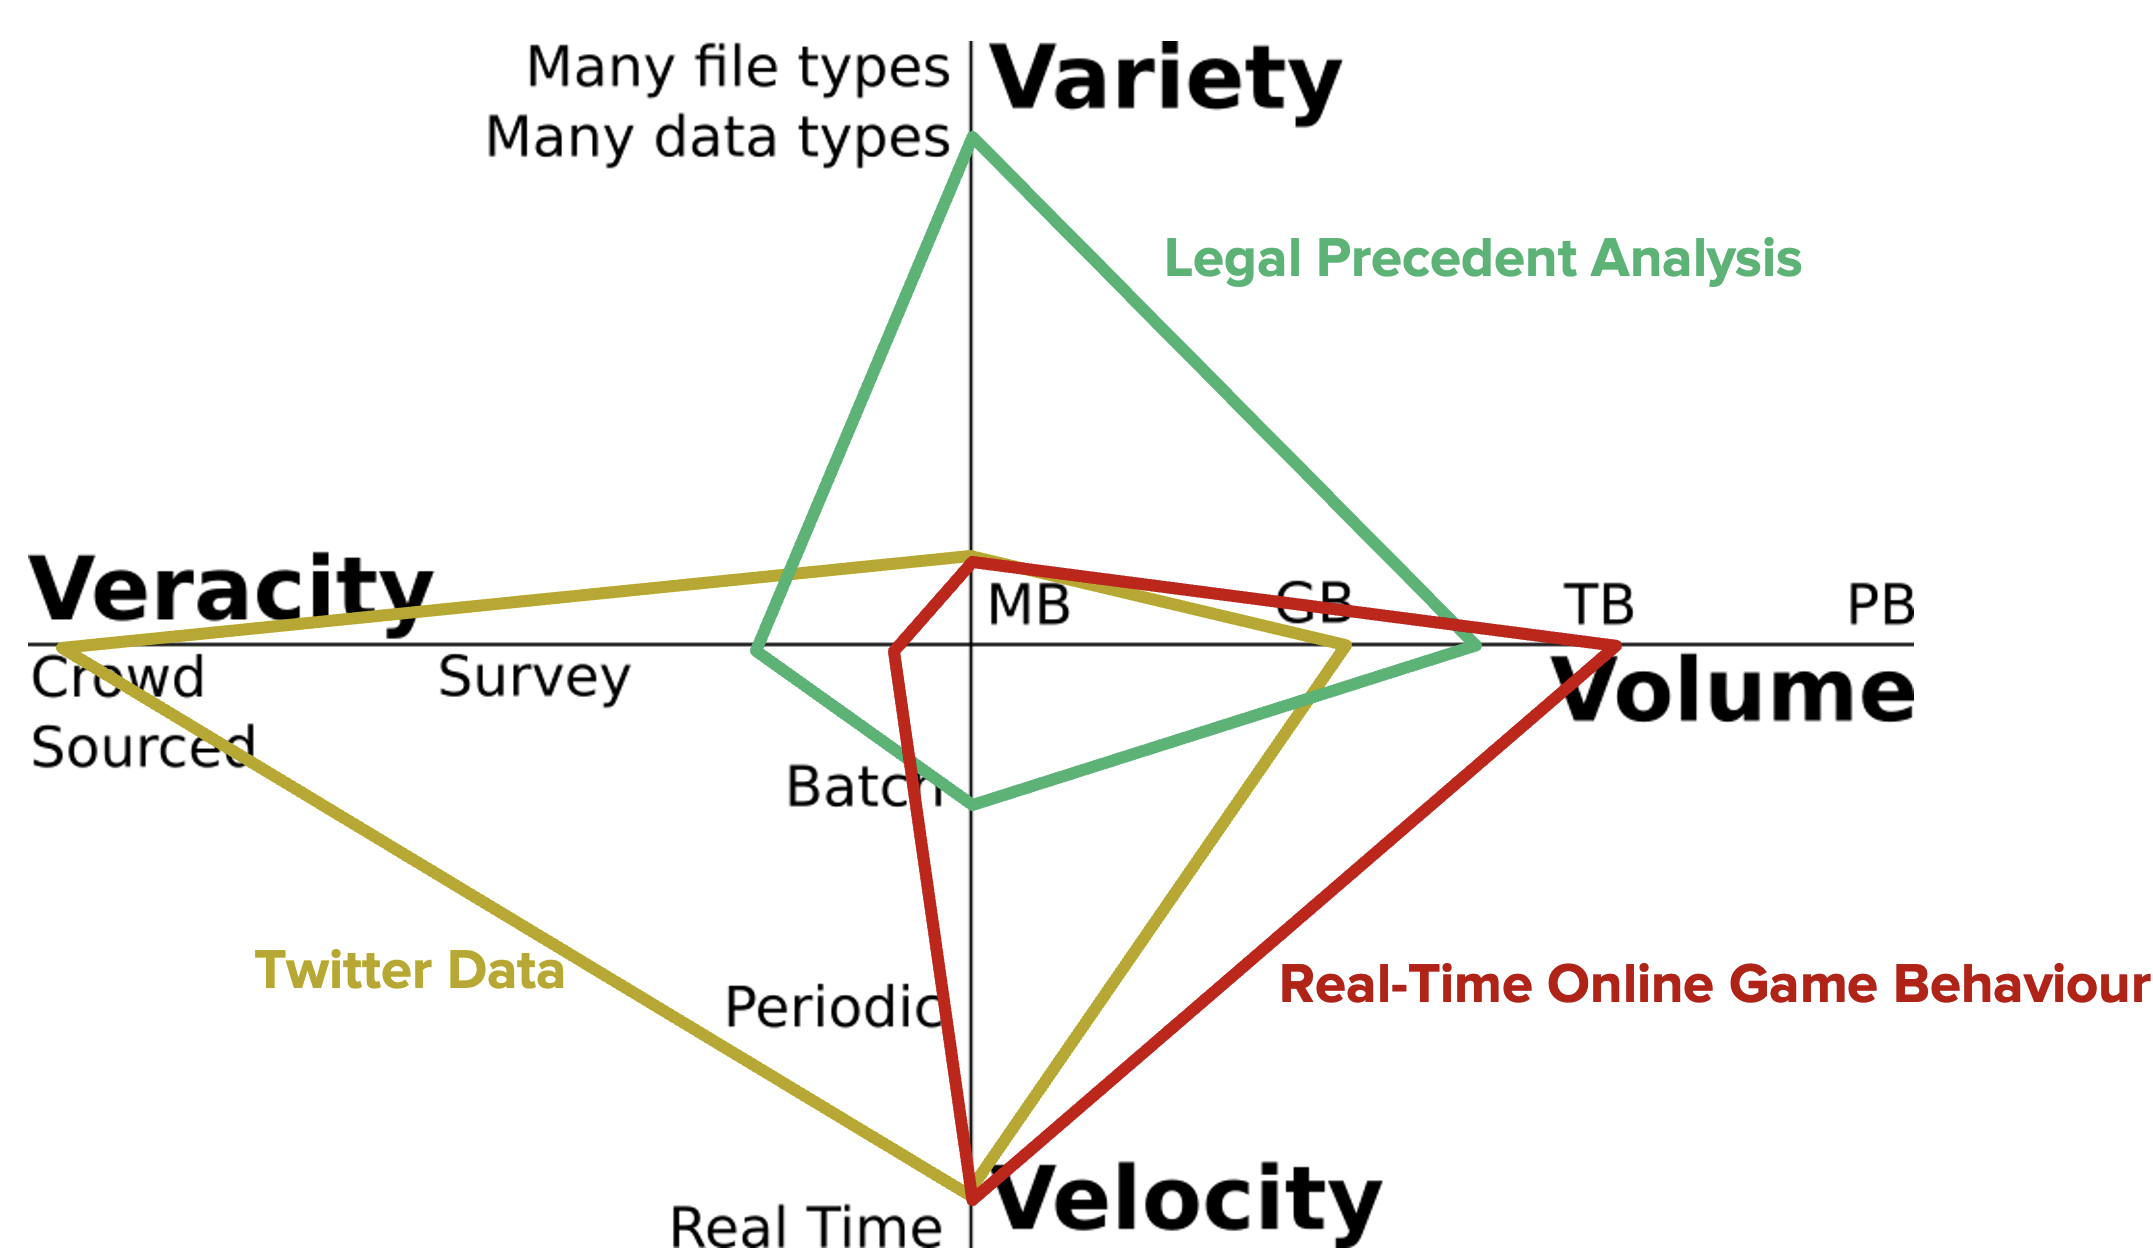 Many file types
Variety
Many data types
Legal Precedent Analysis
Veracity
MB
GB
TB
PB
Crowd
Sourced
Survey
Volume
Batch
Twitter Data
Periodic
Real-Time Online Game Behaviour
Velocity
Real Time